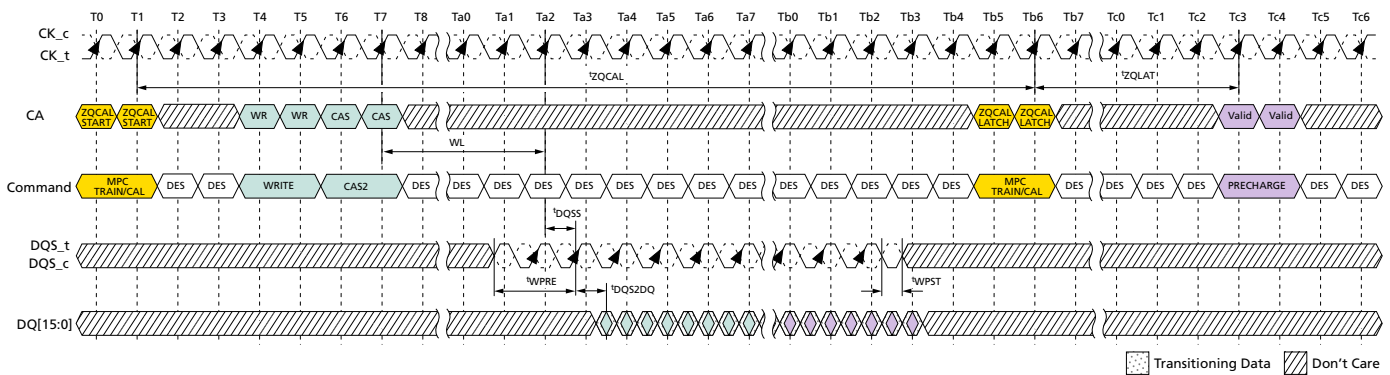 T0 T1 T2 T3 T4 T5 T6 T7 T8 Ta0 Ta1 Ta2 Ta3 Ta4 Ta5 Ta6 Ta7 Tb0 Tb1 Tb2 Tb3 Tb4 Tb5 Tb6 Tb7 Tc0 Tc1 Tc2 Tc3 Tc4 Tc5 Tc6
CK_c
CK_t
tZQCAL tZQLAT
CA ZQCAL START ZQCAL START WR WR CAS CAS ZQCAL LATCH ZQCAL LATCH Valid Valid
WL
Command MPC TRAIN/CAL DES DES WRITE CAS2 DES DES DES DES DES DES DES DES DES DES DES DES DES DES MPC TRAIN/CAL DES DES DES DES PRECHARGE DES DES
tDQSS
DQS_t
DQS_c
tWPRE tDQS2DQ tWPST
DQ[15:0]
Transitioning Data Don't Care